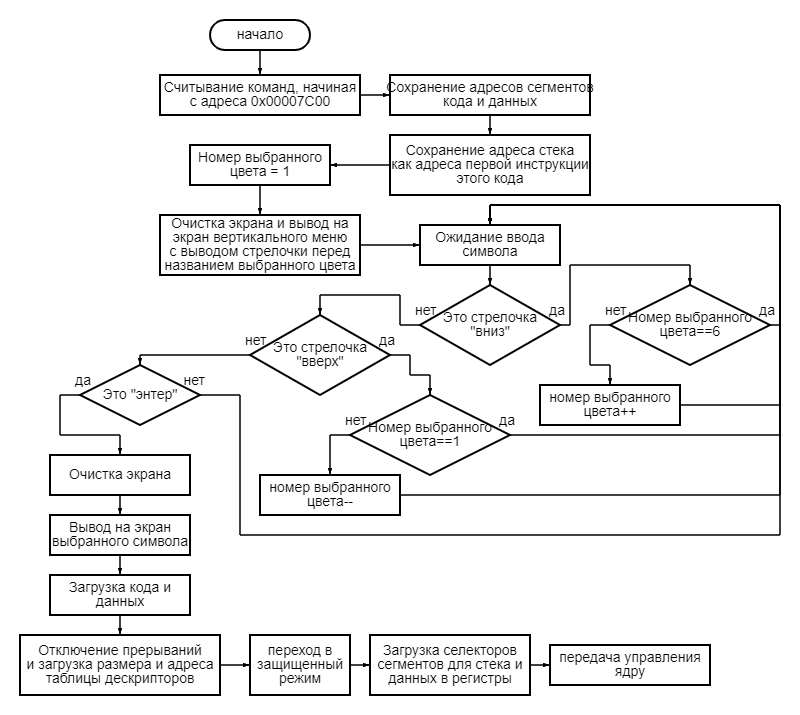 начало
Считывание команд, начиная
с адреса 0x00007C00
Сохранение адресов сегментов
кода и данных
Сохранение адреса стека
как адреса первой инструкции
этого кода
Номер выбранного
цвета = 1
Очистка экрана и вывод на
экран вертикального меню
с выводом стрелочки перед
названием выбранного цвета
Ожидание ввода
символа
нет
Это стрелочка
"вниз"
да
нет
Номер выбранного
цвета==6
да
номер выбранного
цвета++
нет
Это стрелочка
"вверх"
да
нет
Номер выбранного
цвета==1
да
номер выбранного
цвета--
да
Это "энтер"
нет
Очистка экрана
Вывод на экран
выбранного символа
Загрузка кода и
данных
Отключение прерываний
и загрузка размера и адреса
таблицы дескрипторов
переход в
защищенный
режим
Загрузка селекторов
сегментов для стека и
данных в регистры
передача управления
ядру